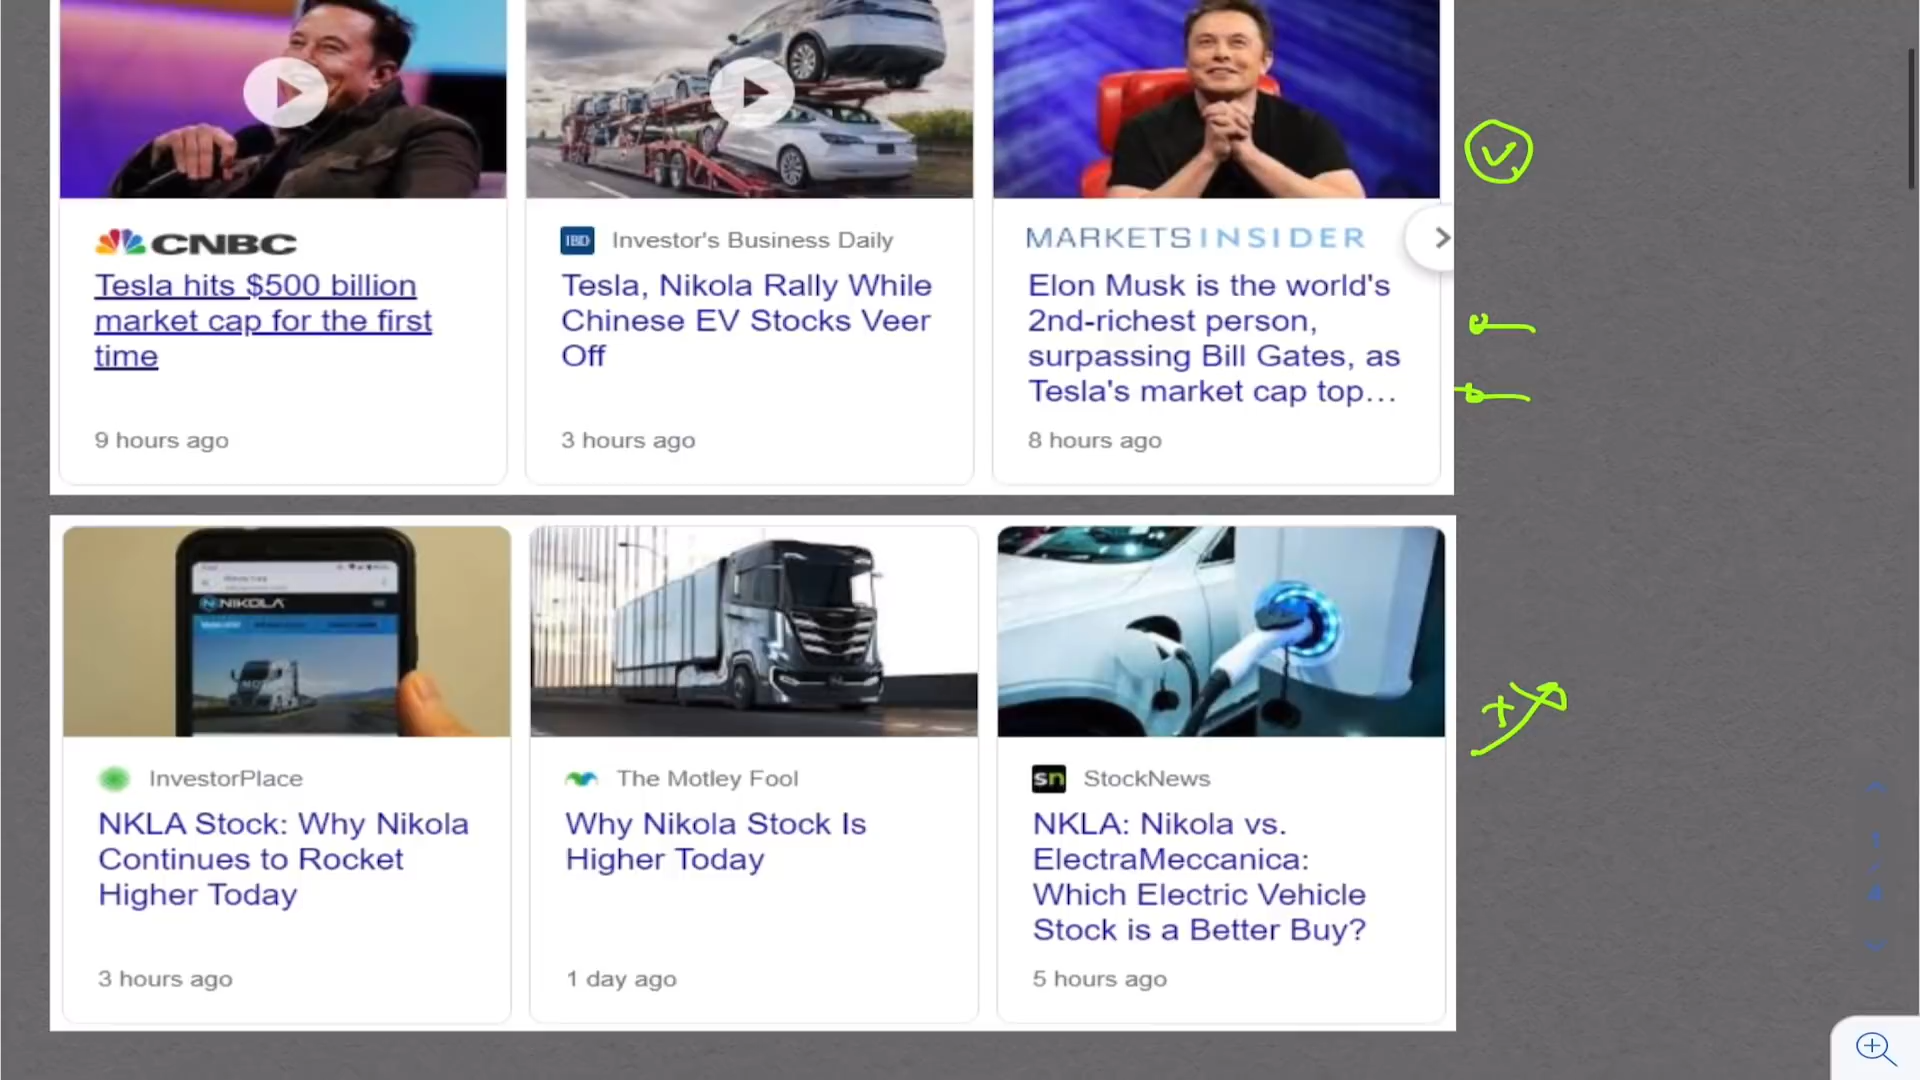 CNBC
Tesla hits $500 billion
market cap for the first
time
9 hours ago
IBD Investor's Business Daily
Tesla, Nikola Rally While
Chinese EV Stocks Veer
Off
3 hours ago
MARKETS INSIDER
Elon Musk is the world's
2nd-richest person,
surpassing Bill Gates, as
Tesla's market cap top...
8 hours ago
NIKOLA
InvestorPlace
NKLA Stock: Why Nikola
Continues to Rocket
Higher Today
3 hours ago
The Motley Fool
Why Nikola Stock Is
Higher Today
1 day ago
sn StockNews
NKLA: Nikola vs.
ElectraMeccanica:
Which Electric Vehicle
Stock is a Better Buy?
5 hours ago